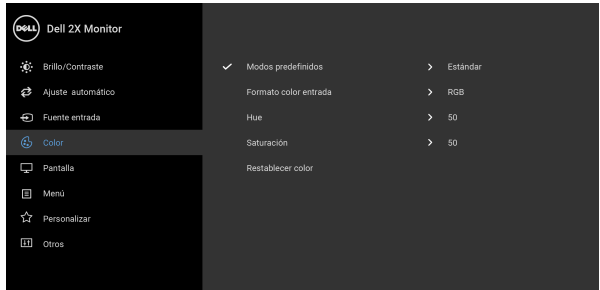 DELL Dell 2X Monitor
Brillo/Contraste
Modos predefinidos Estándar
Ajuste automático
Formato color entrada RGB
Fuente entrada
Hue 50
Color
Saturación 50
Pantalla
Restablecer color
Menú
Personalizar
Otros